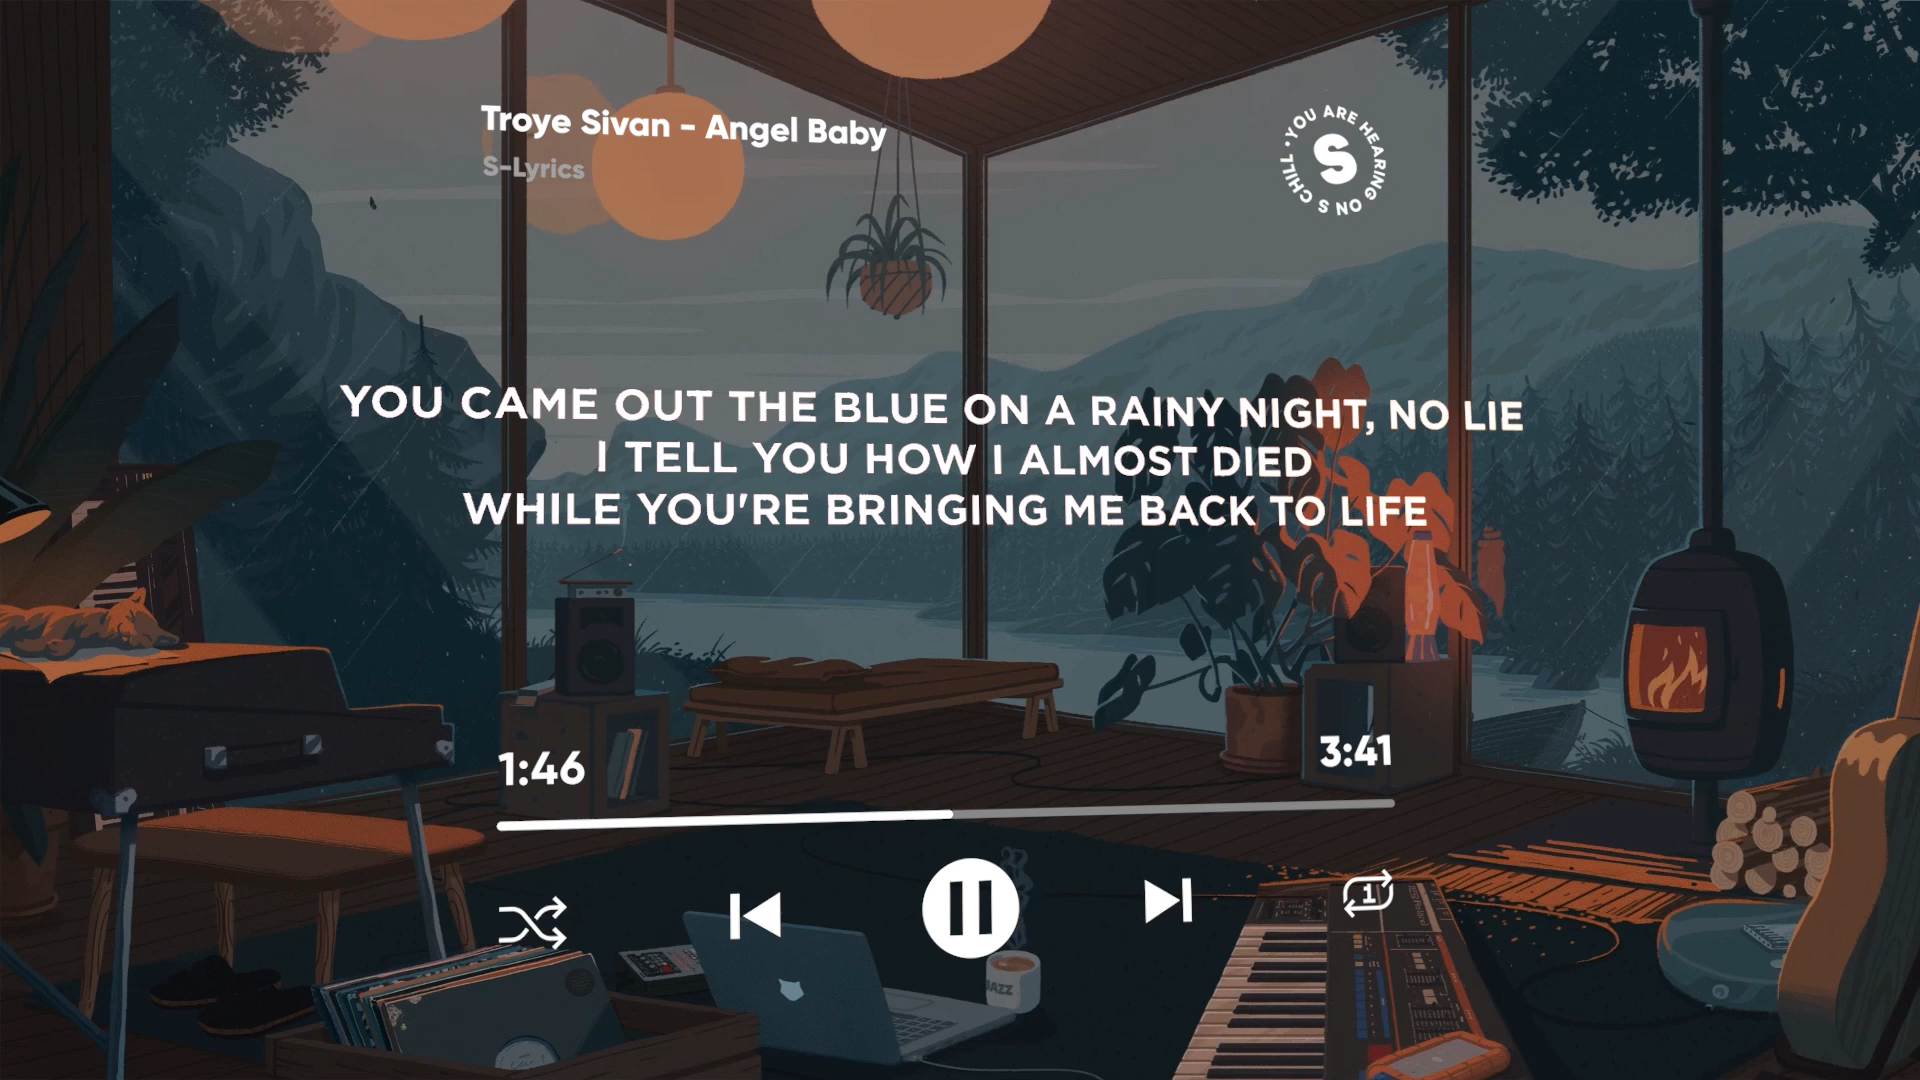 Troye Sivan - Angel Baby
S-Lyrics
YOU ARE HEARING ON S CHILL •
S
YOU CAME OUT THE BLUE ON A RAINY NIGHT, NO LIE
I TELL YOU HOW I ALMOST DIED
WHILE YOU'RE BRINGING ME BACK TO LIFE
1:46
3:41
1
JAZZ